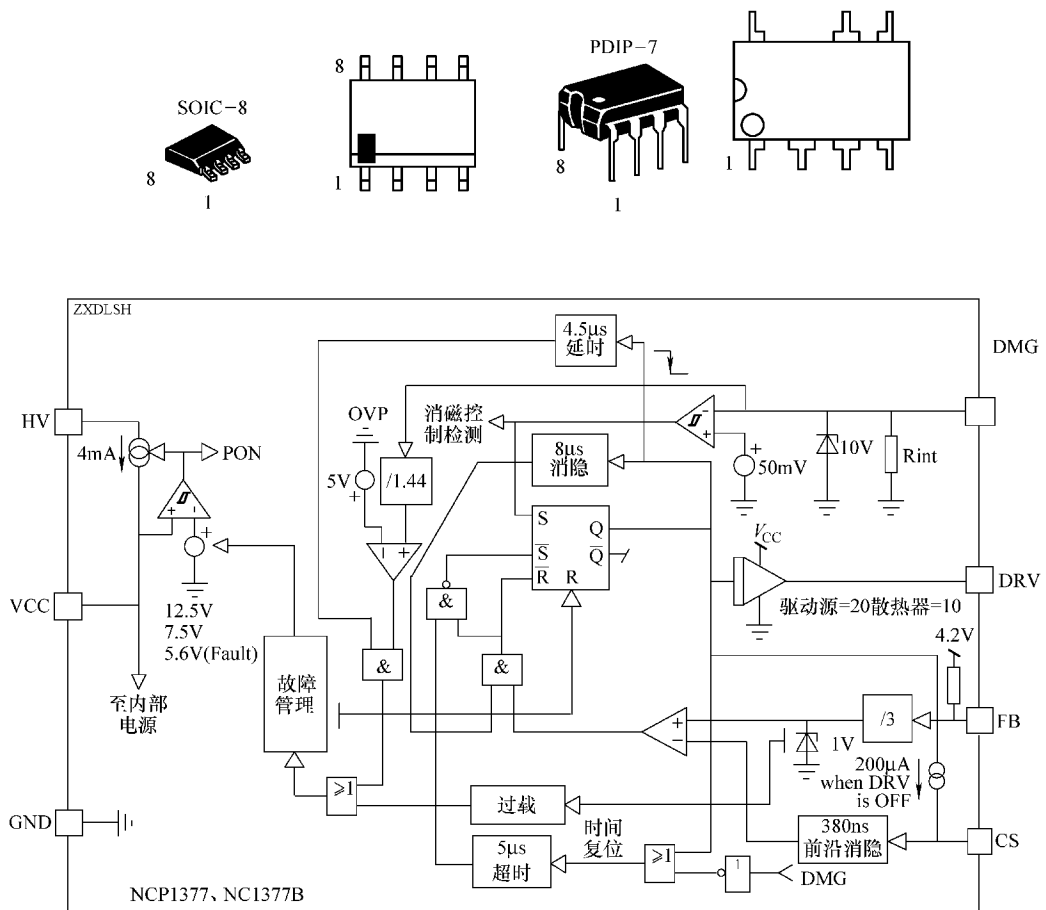 PDIP-7
SOIC-8
8
8
1
1
8
1
1
ZXDLSH
4.5μs
延时
DMG
HV
OVP
消磁控
制检测
4mA
PON
8μs
消隐
5V
/1.44
10V
Rint
50mV
S
Q
S
Q
R
R
VCC
DRV
VCC
&
驱动源=20散热器=10
12.5V
7.5V
5.6V(Fault)
4.2V
&
&
至内部
电源
故障
管理
/3
FB
1V
200μA
when DRV
is OFF
≥1
过载
GND
时间
复位
380ns
前沿消隐
CS
5μs
超时
≥1
1
DMG
NCP1377、NC1377B